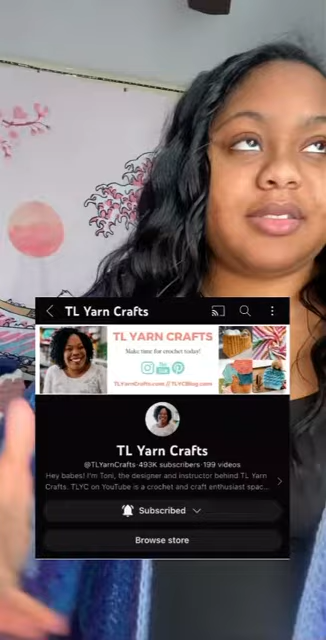 TL Yarn Crafts
TL YARN CRAFTS
Make time for crochet today!
TLYarnCrafts.com // TLYCBlog.com
TL Yarn Crafts
@TLYarnCrafts·493K subscribers·199 videos
Hey babes! I'm Toni, the designer and instructor behind TL Yarn
Crafts. TLYC on YouTube is a crochet and craft enthusiast spac...
Subscribed
Browse store